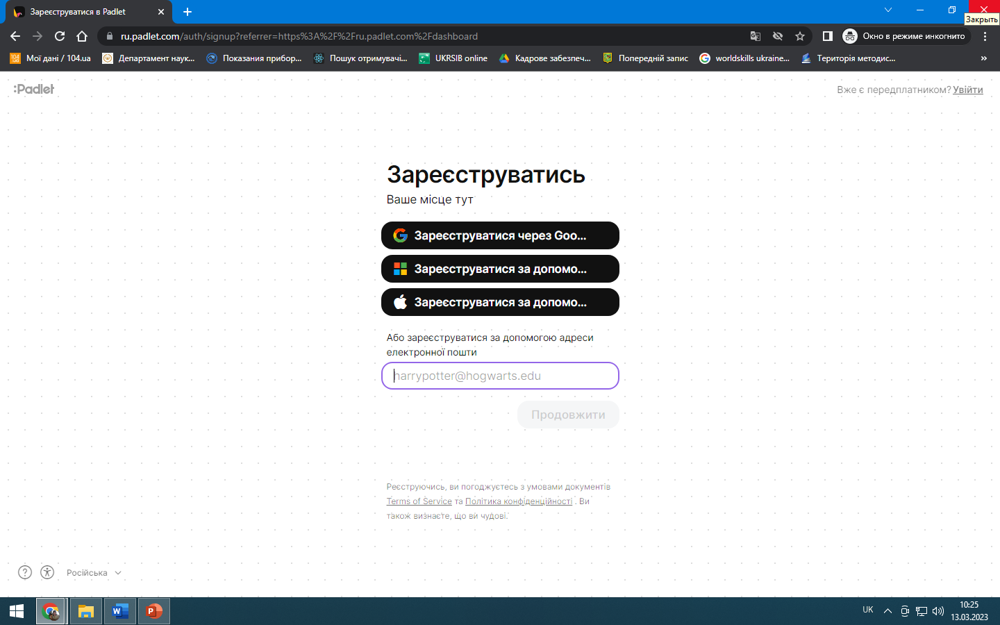 Зареєструватися в Padlet
Закрыть
ru.padlet.com/auth/signup?referrer=https%3A%2F%2Fru.padlet.com%2Fdashboard
Окно в режиме инкогнито
Мої дані / 104.ua
Департамент наук...
Показания прибор...
Пошук отримувачі...
UKRSIB online
Кадрове забезпеч...
Попередній запис
worldskills ukraine...
Територія методис...
:Padlet
Вже є передплатником? Увійти
Зареєструватись
Ваше місце тут
Зареєструватися через Goo...
Зареєструватися за допомо...
Зареєструватися за допомо...
Або зареєструватися за допомогою адреси
електронної пошти
harrypotter@hogwarts.edu
Продовжити
Реєструючись, ви погоджуєтесь з умовами документів
Terms of Service та Політика конфіденційності . Ви
також визнаєте, що ви чудові.
Російська
UK
10:25
13.03.2023